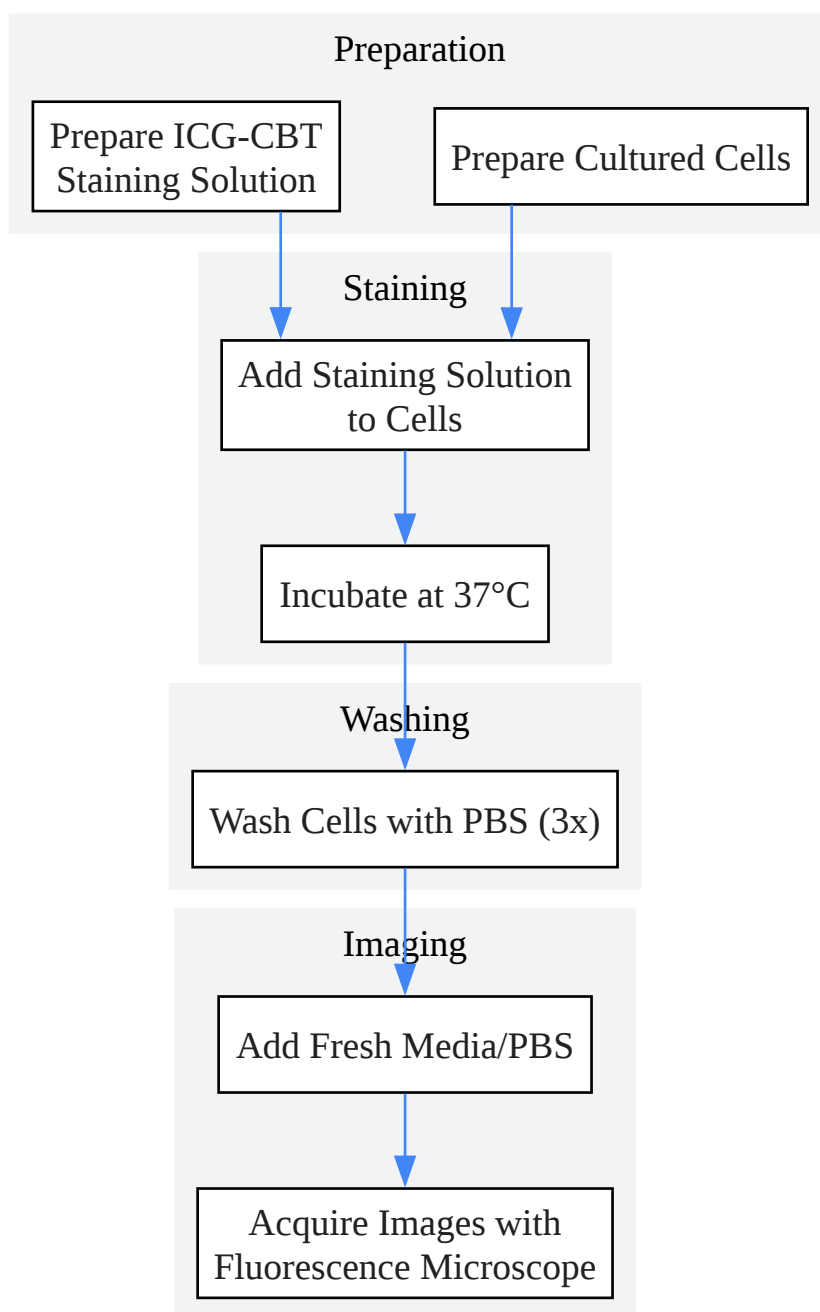 Preparation
Prepare ICG-CBT
Staining Solution
Prepare Cultured Cells
Staining
Add Staining Solution
to Cells
Incubate at 37°C
Washing
Wash Cells with PBS (3x)
Imaging
Add Fresh Media/PBS
Acquire Images with
Fluorescence Microscope